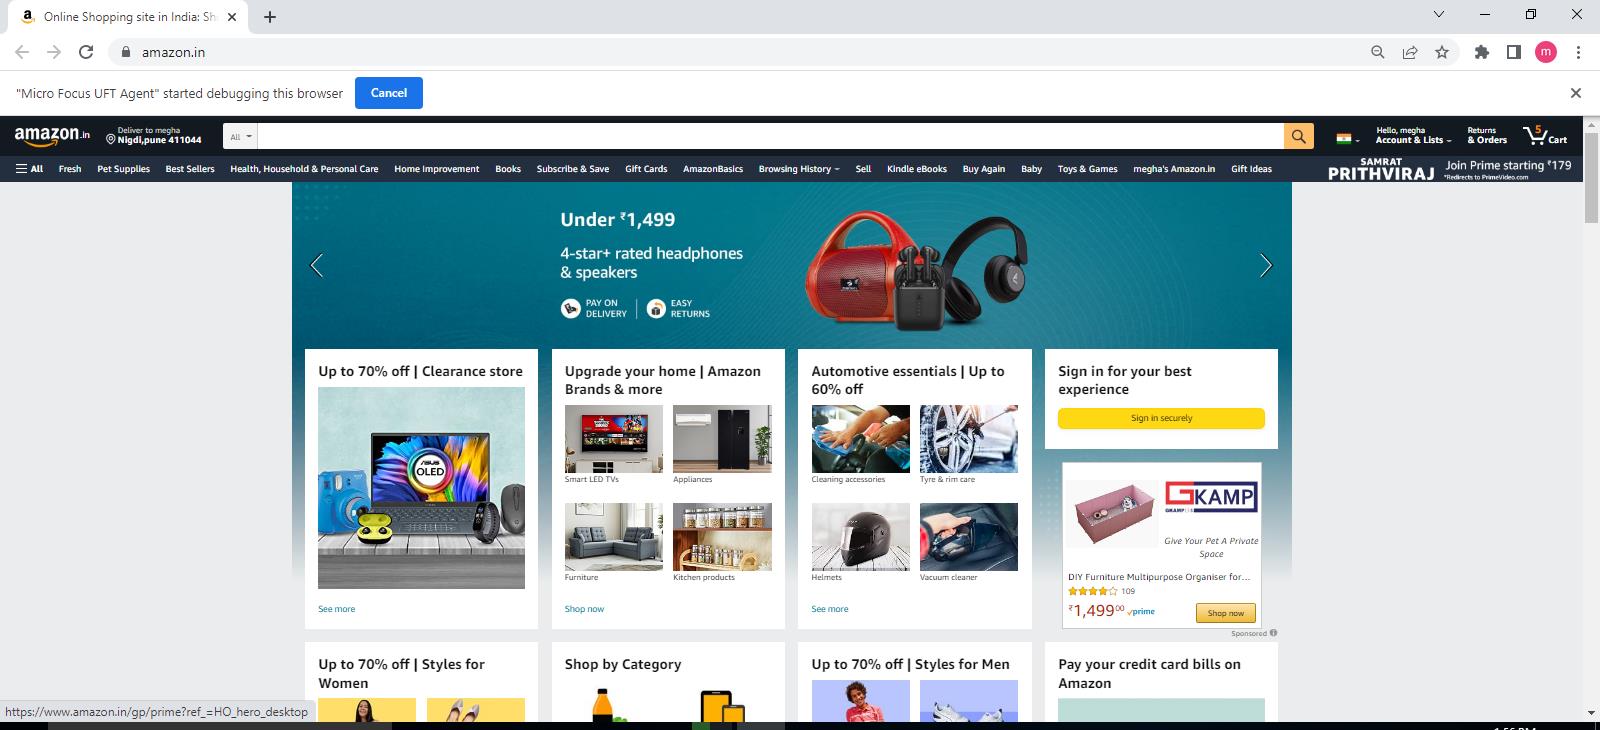 Online Shopping site in India: Sh
amazon.in
"Micro Focus UFT Agent" started debugging this browser
Cancel
m
amazon.in
Deliver to megha
Nigdi,pune 411044
All
Hello, megha
Account & Lists
Returns
& Orders
5
Cart
All
Fresh
Pet Supplies
Best Sellers
Health, Household & Personal Care
Home Improvement
Books
Subscribe & Save
Gift Cards
AmazonBasics
Browsing History
Sell
Kindle eBooks
Buy Again
Baby
Toys & Games
megha's Amazon.in
Gift Ideas
SAMRAT
PRITHVIRAJ
Join Prime starting ₹179
*Redirects to PrimeVideo.com
Under ₹1,499
4-star+ rated headphones
& speakers
PAY ON
DELIVERY
EASY
RETURNS
Up to 70% off | Clearance store
ASUS
OLED
See more
Upgrade your home | Amazon
Brands & more
Smart LED TVs
Appliances
Furniture
Kitchen products
Shop now
Automotive essentials | Up to
60% off
Cleaning accessories
Tyre & rim care
Helmets
Vacuum cleaner
See more
Sign in for your best
experience
Sign in securely
GKAMP
Give Your Pet A Private
Space
DIY Furniture Multipurpose Organiser for...
109
₹1,49900
prime
Shop now
Sponsored
Up to 70% off | Styles for
Women
Shop by Category
Up to 70% off | Styles for Men
Pay your credit card bills on
Amazon
https://www.amazon.in/gp/prime?ref_=HO_hero_desktop